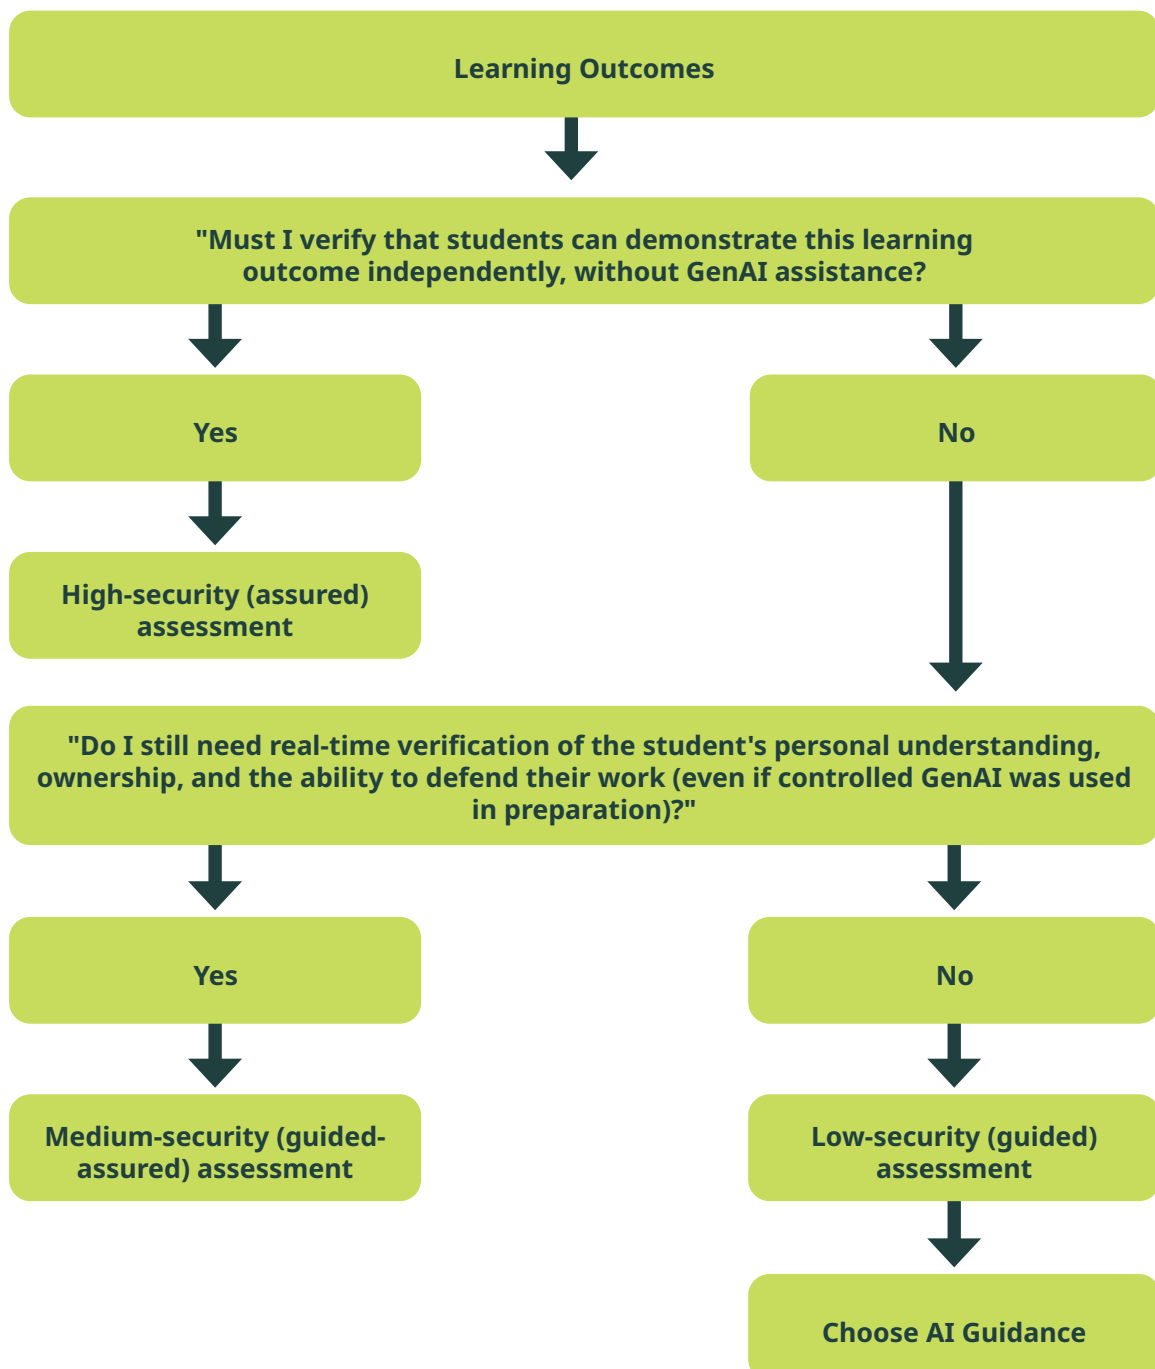 Learning Outcomes
"Must I verify that students can demonstrate this learning
outcome independently, without GenAI assistance?
Yes
No
High-security (assured)
assessment
"Do I still need real-time verification of the student's personal understanding,
ownership, and the ability to defend their work (even if controlled GenAI was used
in preparation)?"
Yes
No
Medium-security (guided-
assured) assessment
Low-security (guided)
assessment
Choose AI Guidance